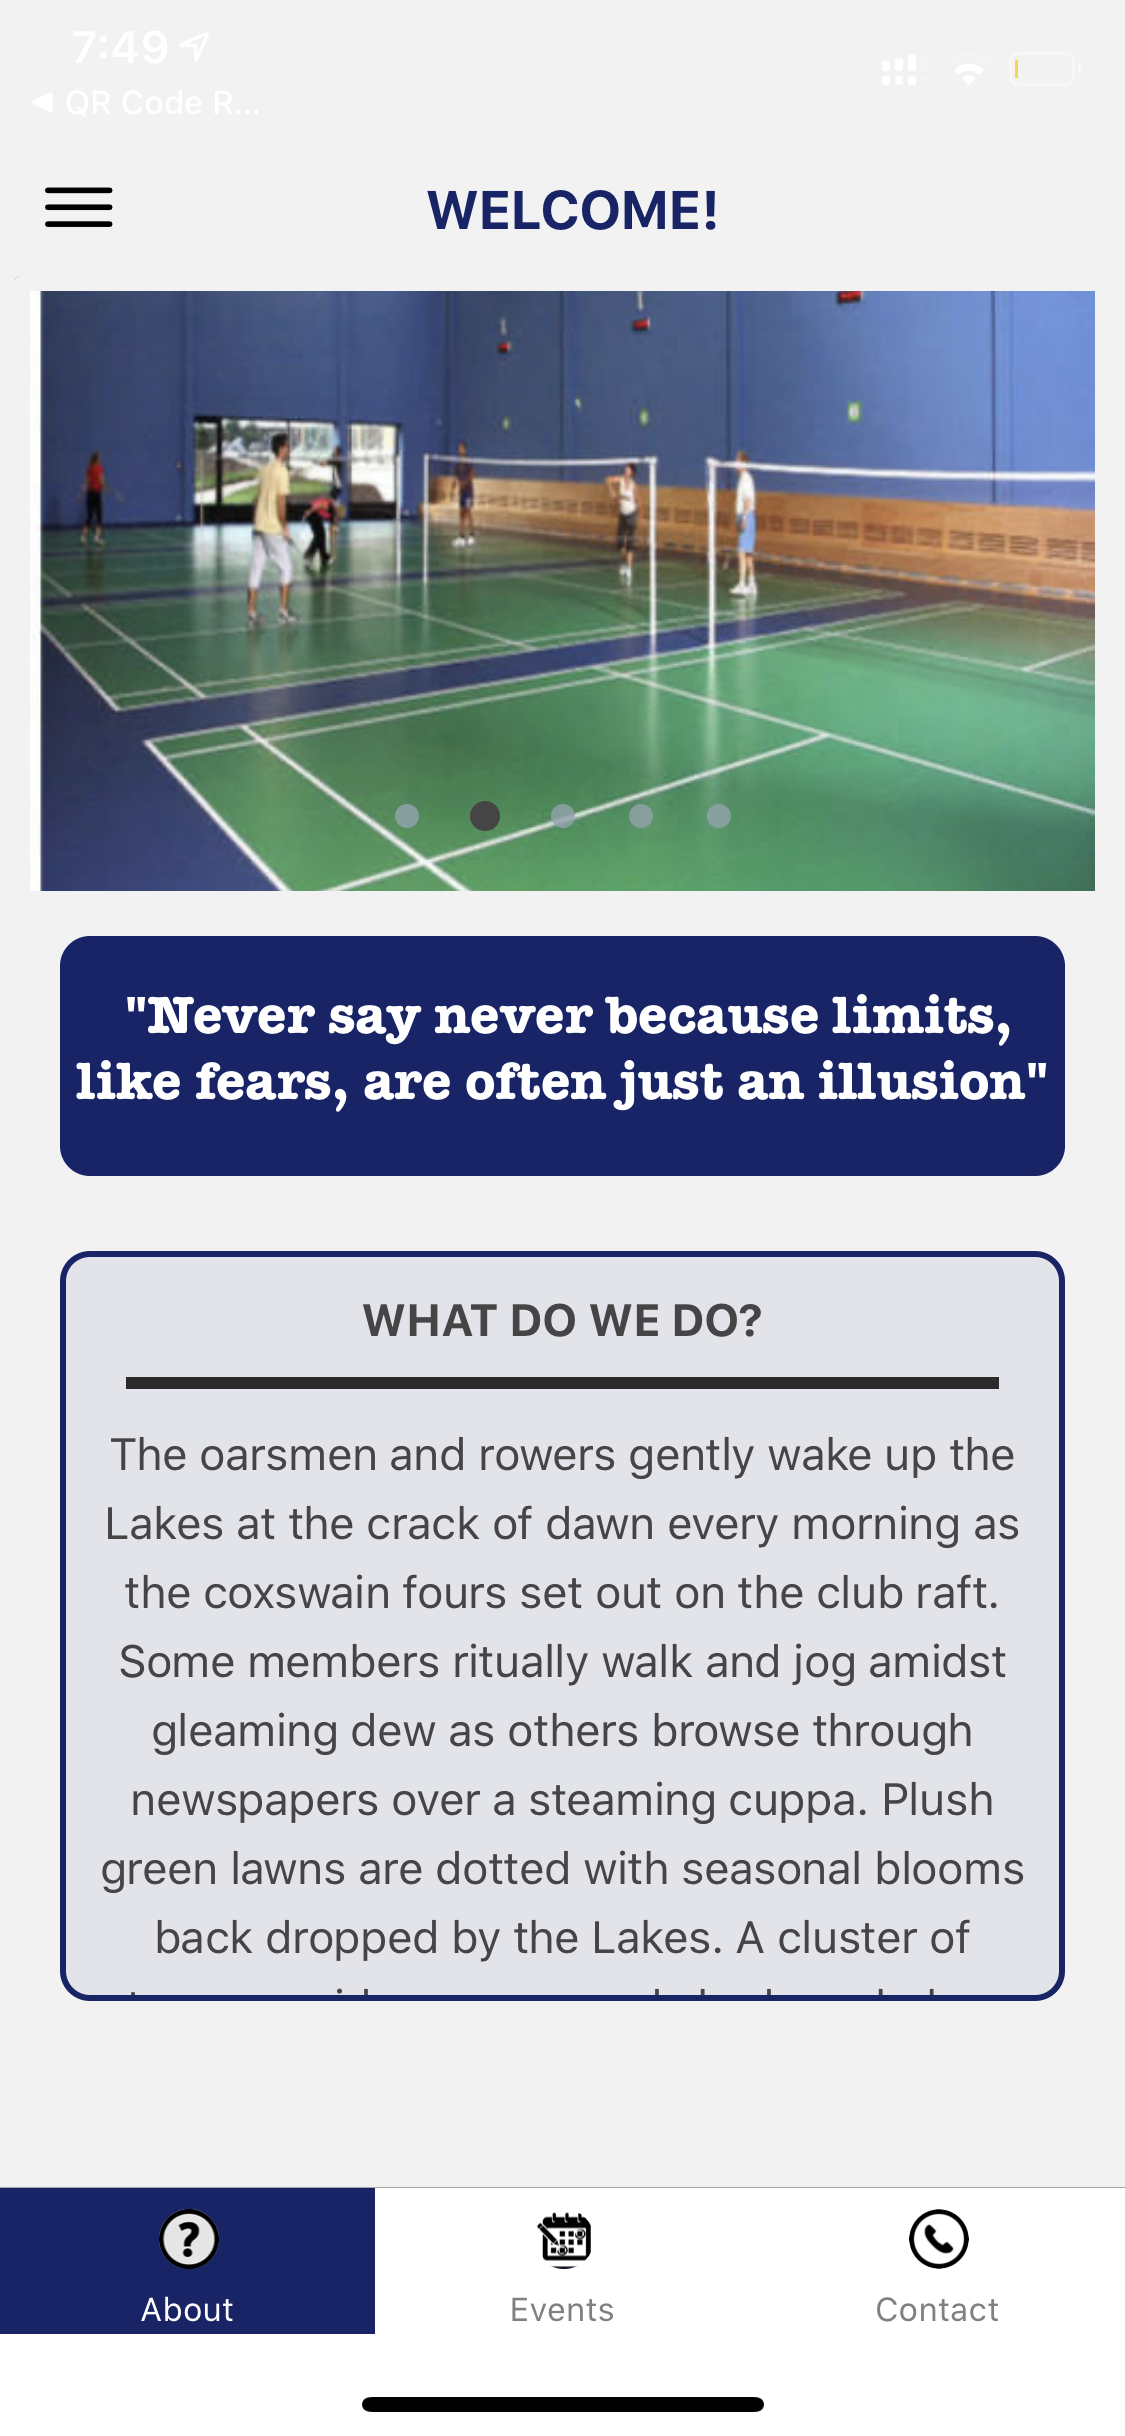 7:49
QR Code R...
WELCOME!
"Never say never because limits,
like fears, are often just an illusion"
WHAT DO WE DO?
The oarsmen and rowers gently wake up the
Lakes at the crack of dawn every morning as
the coxswain fours set out on the club raft.
Some members ritually walk and jog amidst
gleaming dew as others browse through
newspapers over a steaming cuppa. Plush
green lawns are dotted with seasonal blooms
back dropped by the Lakes. A cluster of
About
Events
Contact